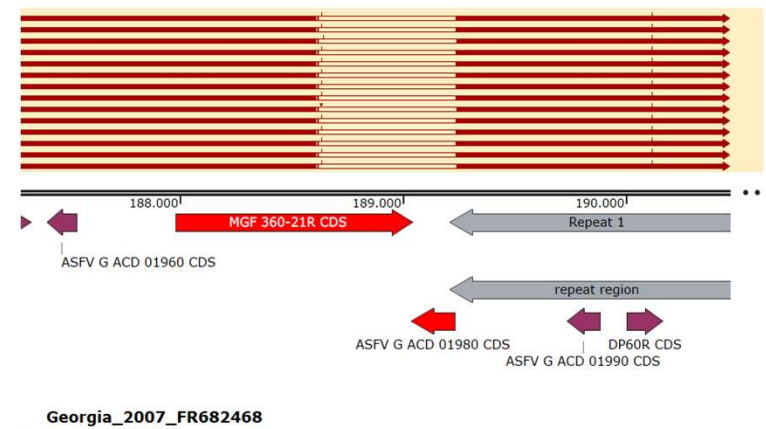 188.000
189.000
190.000
MGF 360-21R CDS
Repeat 1
ASFV G ACD 01960 CDS
repeat region
ASFV G ACD 01980 CDS
DP60R CDS
ASFV G ACD 01990 CDS
Georgia_2007_FR682468